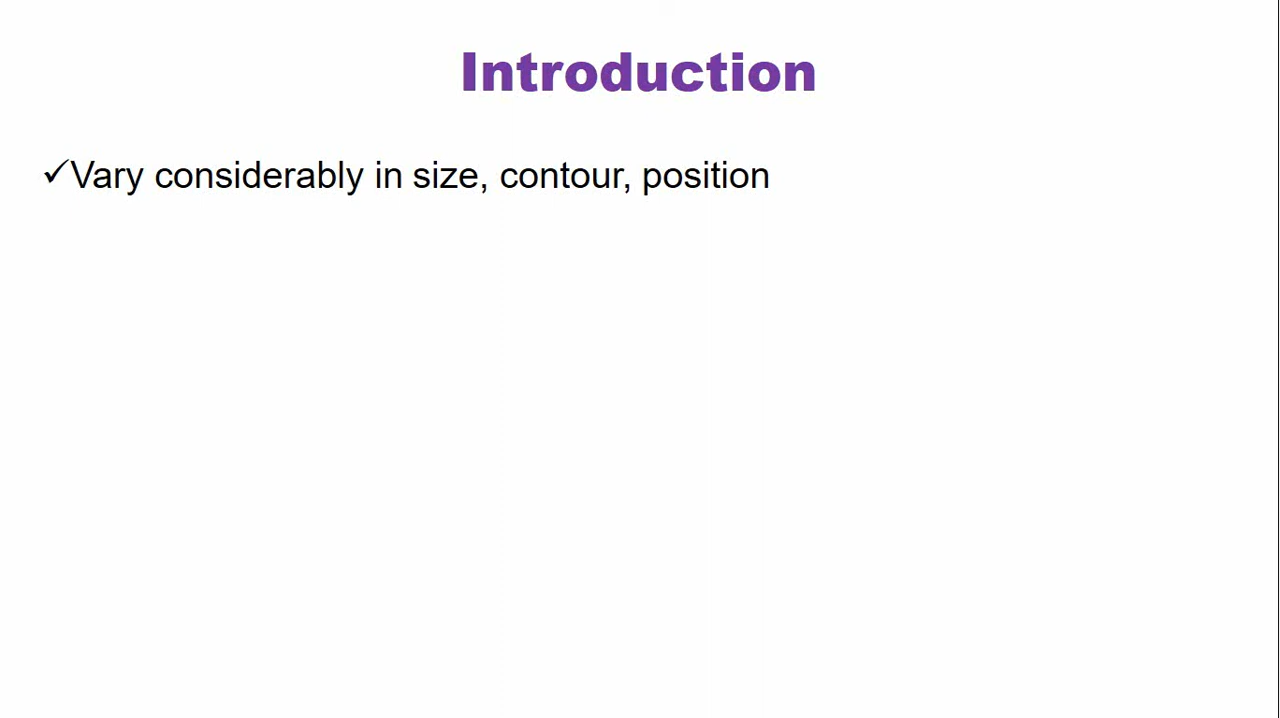 Introduction
✓Vary considerably in size, contour, position